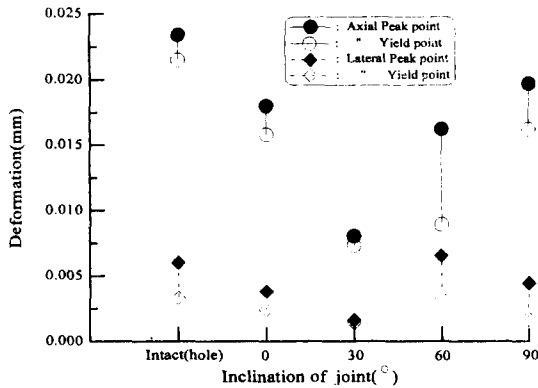 0.025
0.020
0.015
0.010
0.005
0.000
Deformation(mm)
: Axial Peak point
: " Yield point
: Lateral Peak point
: " Yield point
Intact(hole) 0 30 60 90
Inclination of joint(°)